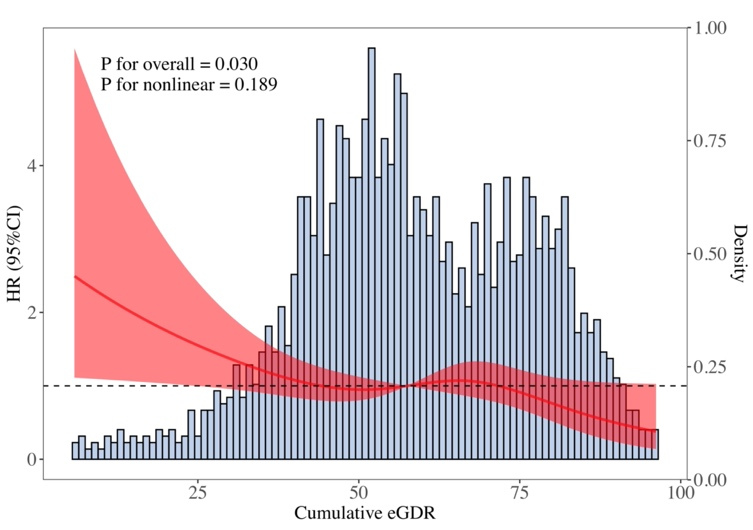 P for overall = 0.030
P for nonlinear = 0.189
HR (95%CI)
4
2
0
1.00
0.75
0.50
0.25
0.00
Density
25
50
75
100
Cumulative eGDR